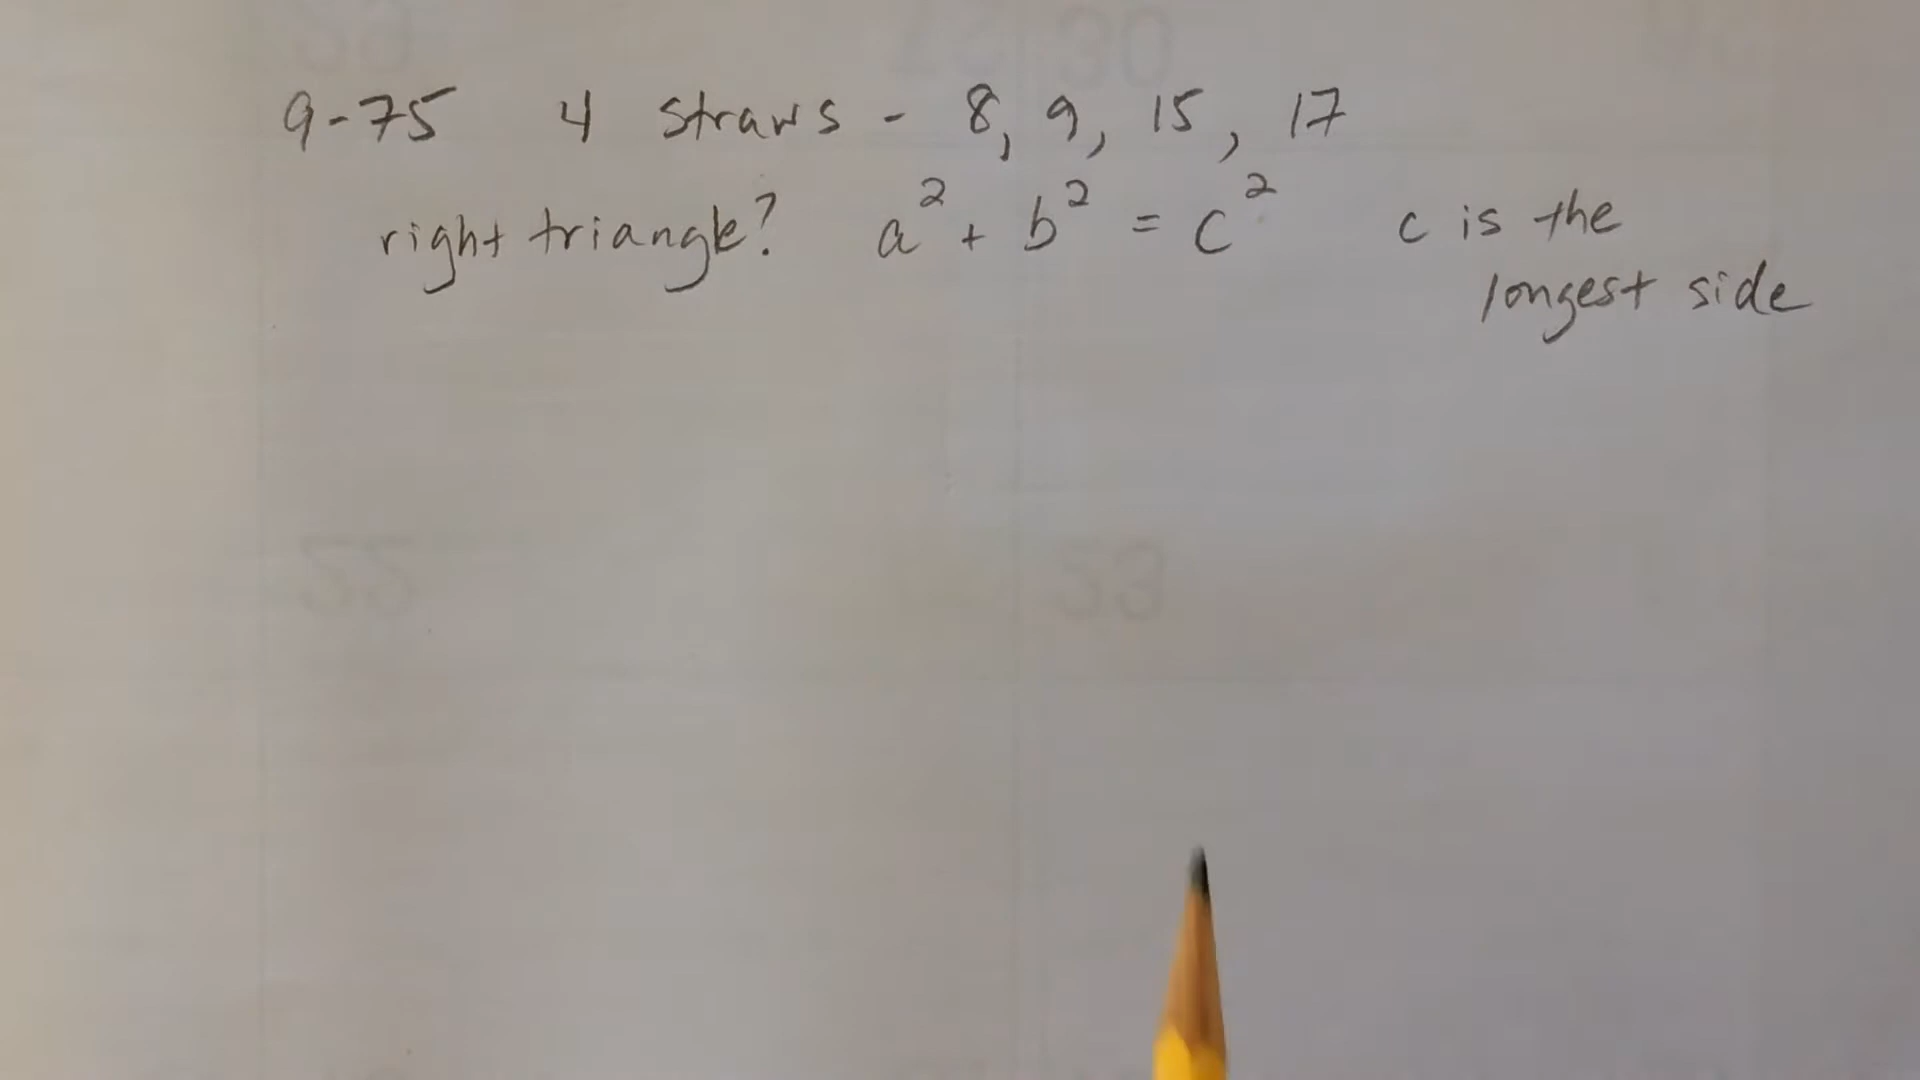 9-75 4 straws - 8, 9, 15, 17
right triangle? a² + b² = c² c is the
longest side